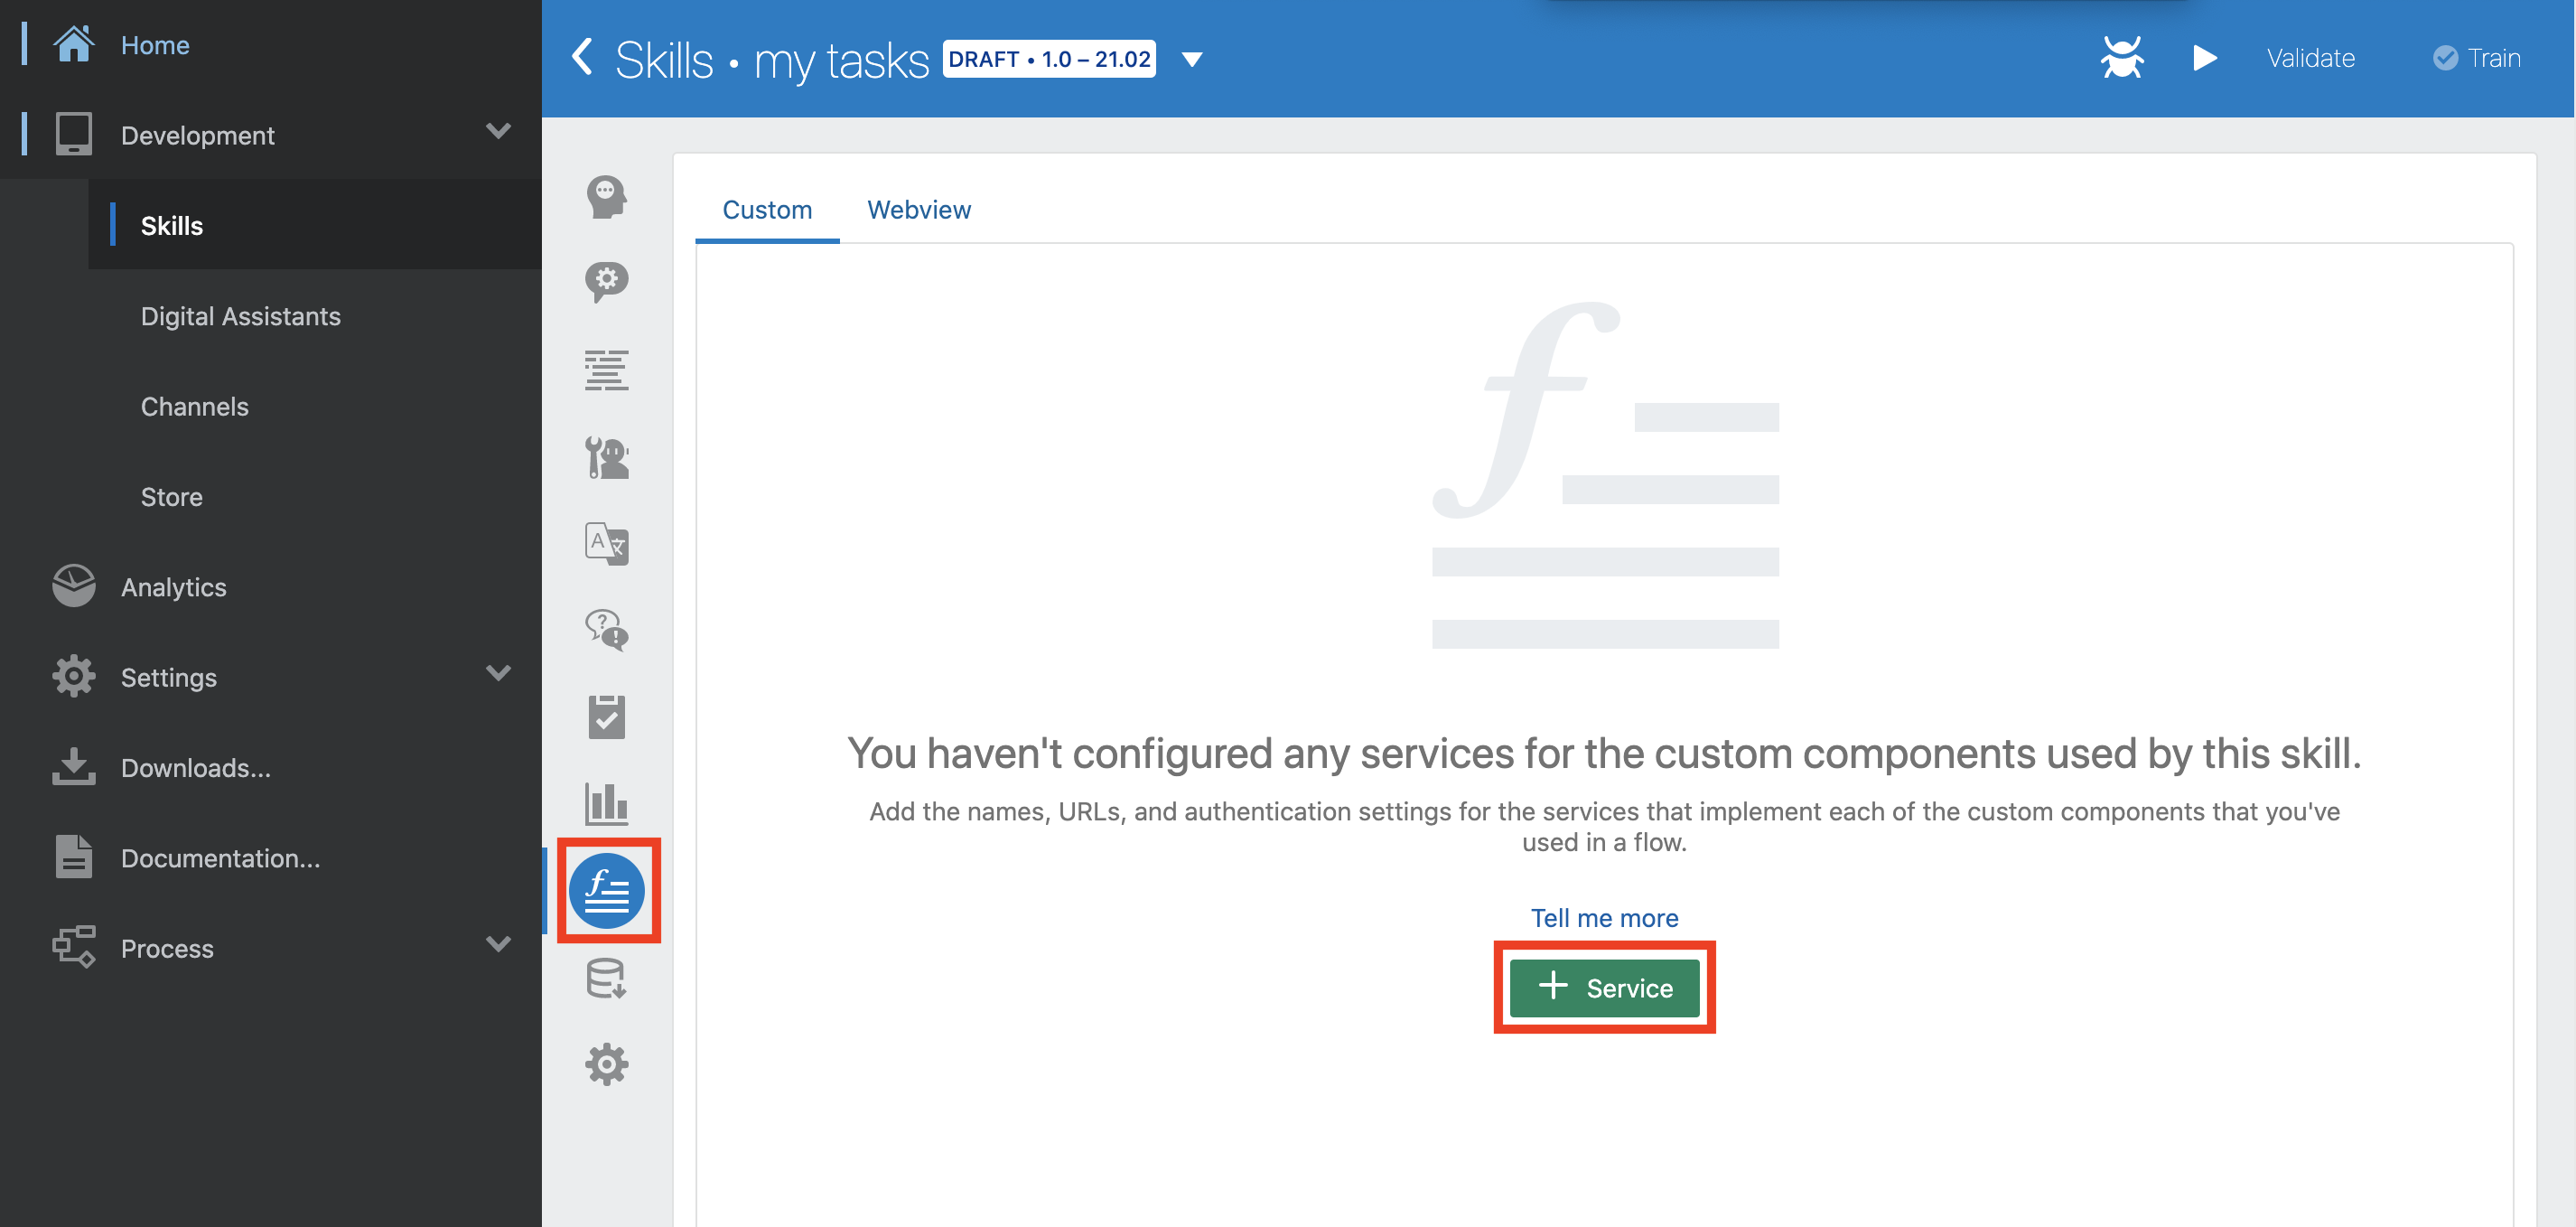 Home
Development
Skills
Digital Assistants
Channels
Store
Analytics
Settings
Downloads...
Documentation...
Process
Skills • my tasks DRAFT • 1.0 – 21.02
Validate
Train
Custom
Webview
You haven't configured any services for the custom components used by this skill.
Add the names, URLs, and authentication settings for the services that implement each of the custom components that you've
used in a flow.
Tell me more
+ Service